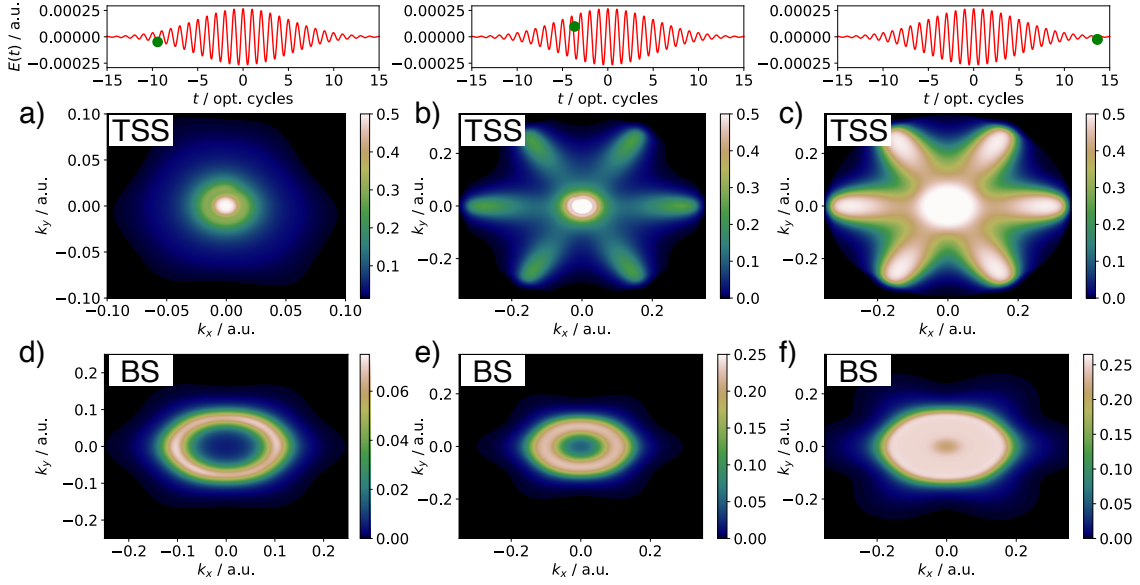 0.00025
0.00000
−0.00025
E(t) / a.u.
−15 −10 −5 0 5 10 15
t / opt. cycles
0.00025
0.00000
−0.00025
−15 −10 −5 0 5 10 15
t / opt. cycles
0.00025
0.00000
−0.00025
−15 −10 −5 0 5 10 15
t / opt. cycles
a)
TSS
0.10
0.05
0.00
−0.05
−0.10
k_y / a.u.
−0.10 −0.05 0.00 0.05 0.10
k_x / a.u.
0.5
0.4
0.3
0.2
0.1
b)
TSS
0.2
0.0
−0.2
k_y / a.u.
−0.2 0.0 0.2
k_x / a.u.
0.5
0.4
0.3
0.2
0.1
0.0
c)
TSS
0.2
0.0
−0.2
k_y / a.u.
−0.2 0.0 0.2
k_x / a.u.
0.5
0.4
0.3
0.2
0.1
0.0
d)
BS
0.2
0.1
0.0
−0.1
−0.2
k_y / a.u.
−0.2 −0.1 0.0 0.1 0.2
k_x / a.u.
0.06
0.04
0.02
0.00
e)
BS
0.2
0.0
−0.2
k_y / a.u.
−0.2 0.0 0.2
k_x / a.u.
0.25
0.20
0.15
0.10
0.05
0.00
f)
BS
0.2
0.0
−0.2
k_y / a.u.
−0.2 0.0 0.2
k_x / a.u.
0.25
0.20
0.15
0.10
0.05
0.00